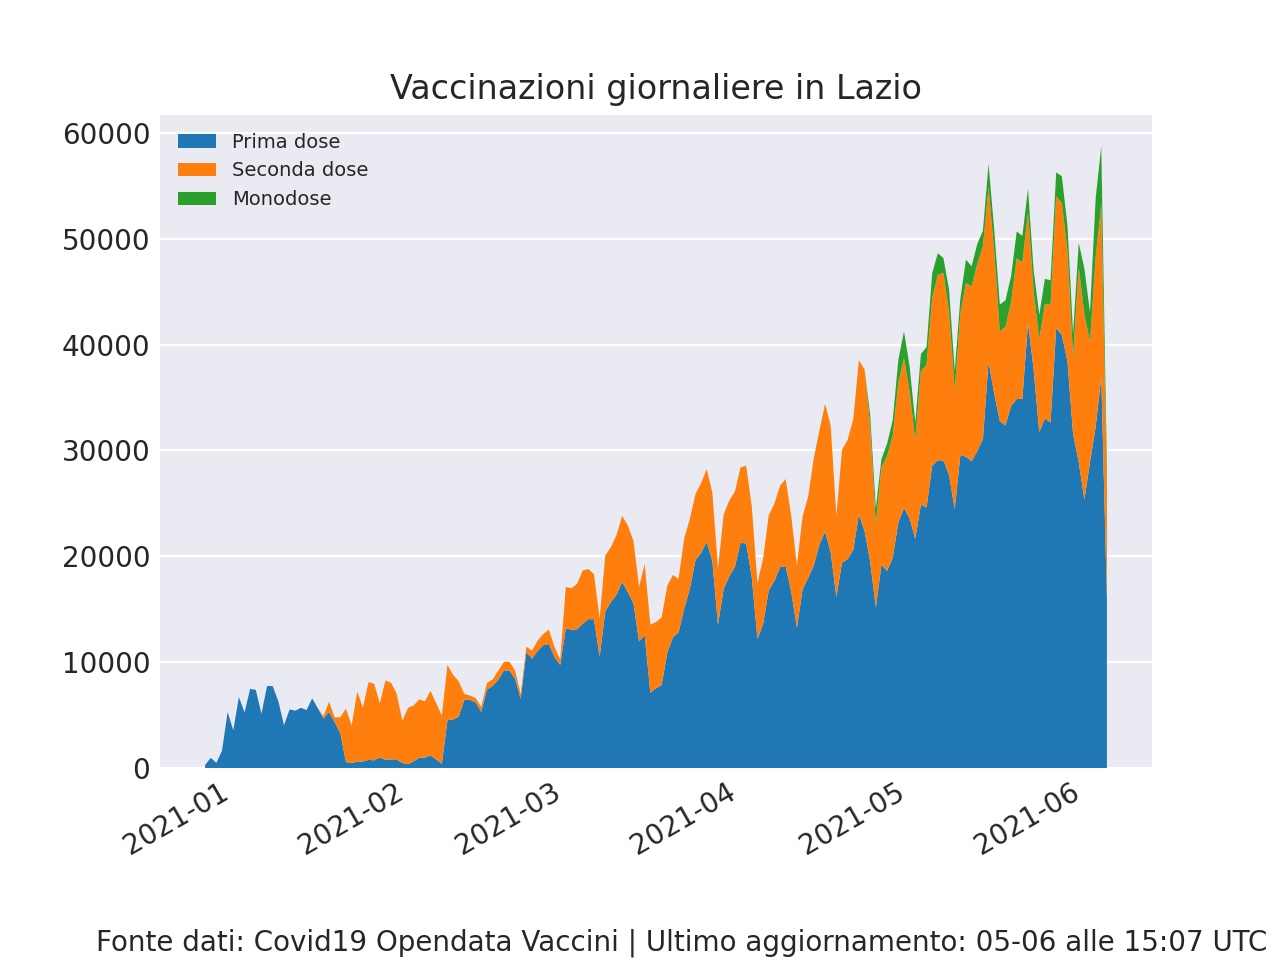 Vaccinazioni giornaliere in Lazio
60000
50000
40000
30000
20000
10000
0
Prima dose
Seconda dose
Monodose
2021-01
2021-02
2021-03
2021-04
2021-05
2021-06
Fonte dati: Covid19 Opendata Vaccini | Ultimo aggiornamento: 05-06 alle 15:07 UTC